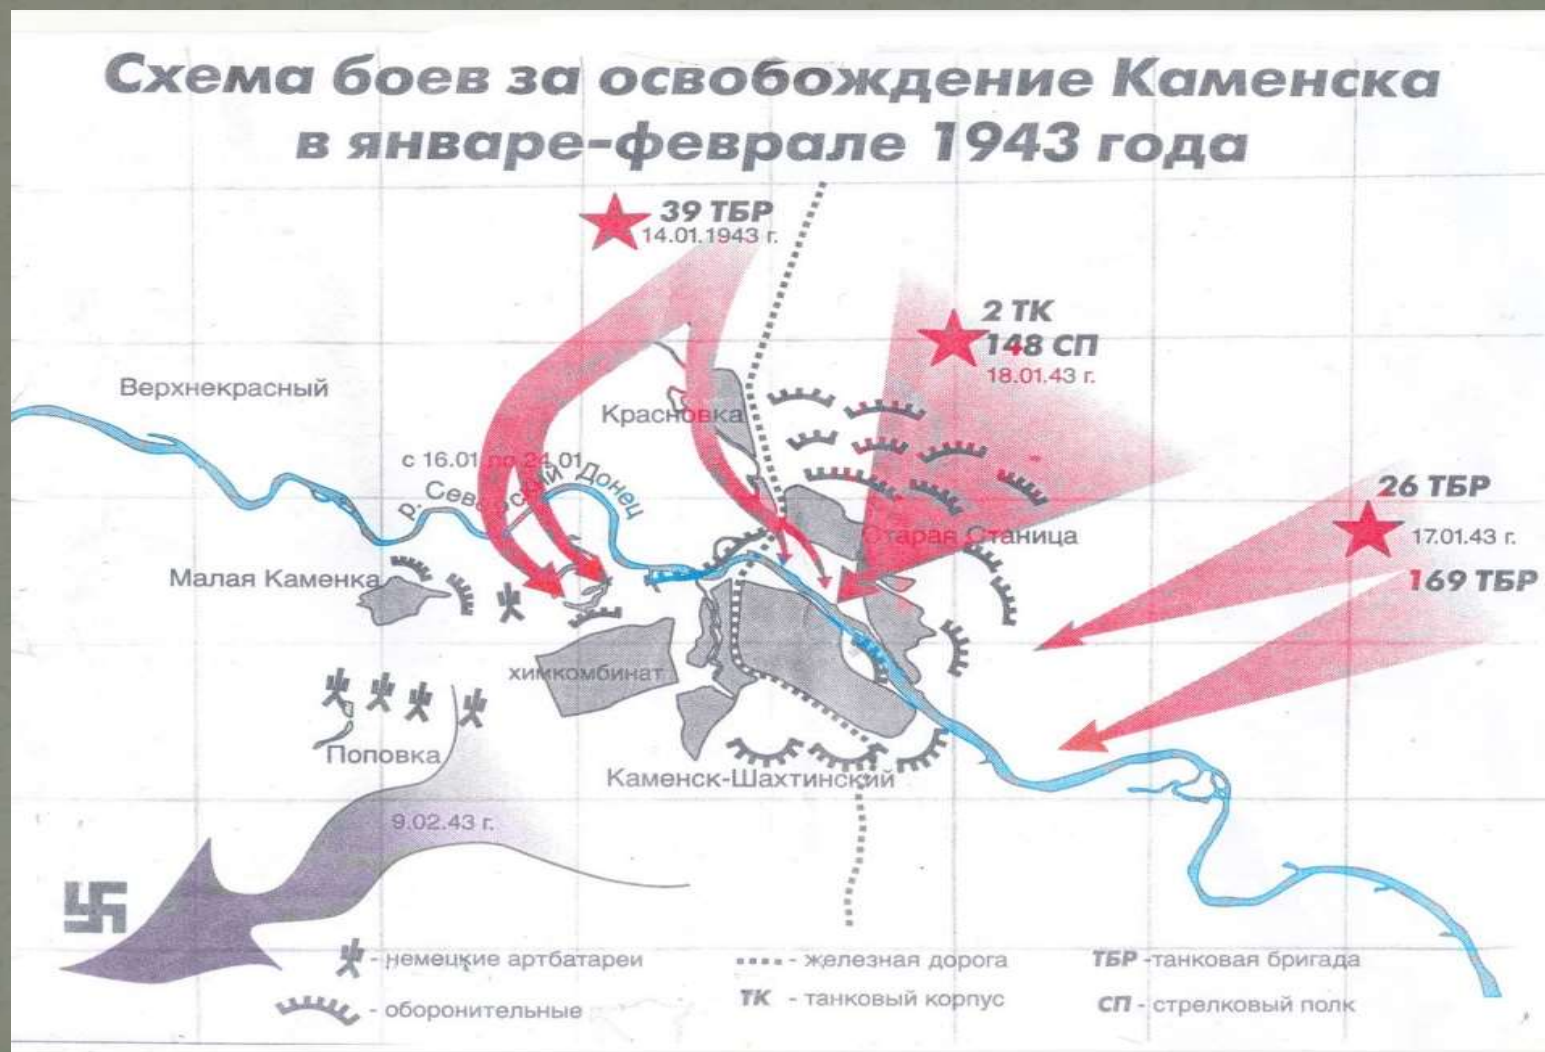 Схема боев за освобождение Каменска
в январе-феврале 1943 года
39 ТБР
14.01.1943 г.
2 ТК
148 СП
18.01.43 г.
Верхнекрасный
Красновка
с 16.01 по 24.01
р. Северский Донец
26 ТБР
17.01.43 г.
Старая Станица
169 ТБР
Малая Каменка
химкомбинат
Поповка
Каменск-Шахтинский
9.02.43 г.
- немецкие артбатареи
- оборонительные
- железная дорога
ТК - танковый корпус
ТБР -танковая бригада
СП - стрелковый полк